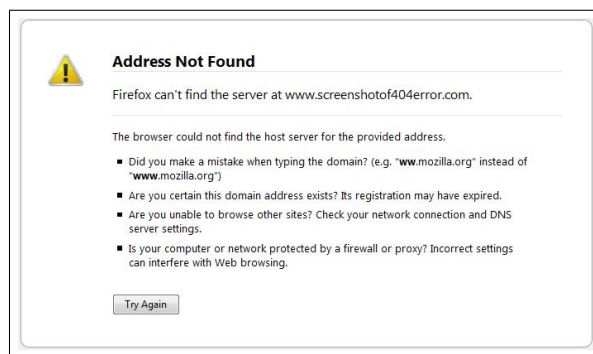 Address Not Found
Firefox can't find the server at www.screenshotof404error.com.
The browser could not find the host server for the provided address.
Did you make a mistake when typing the domain? (e.g. "ww.mozilla.org" instead of
"www.mozilla.org")
Are you certain this domain address exists? Its registration may have expired.
Are you unable to browse other sites? Check your network connection and DNS
server settings.
Is your computer or network protected by a firewall or proxy? Incorrect settings
can interfere with Web browsing.
Try Again